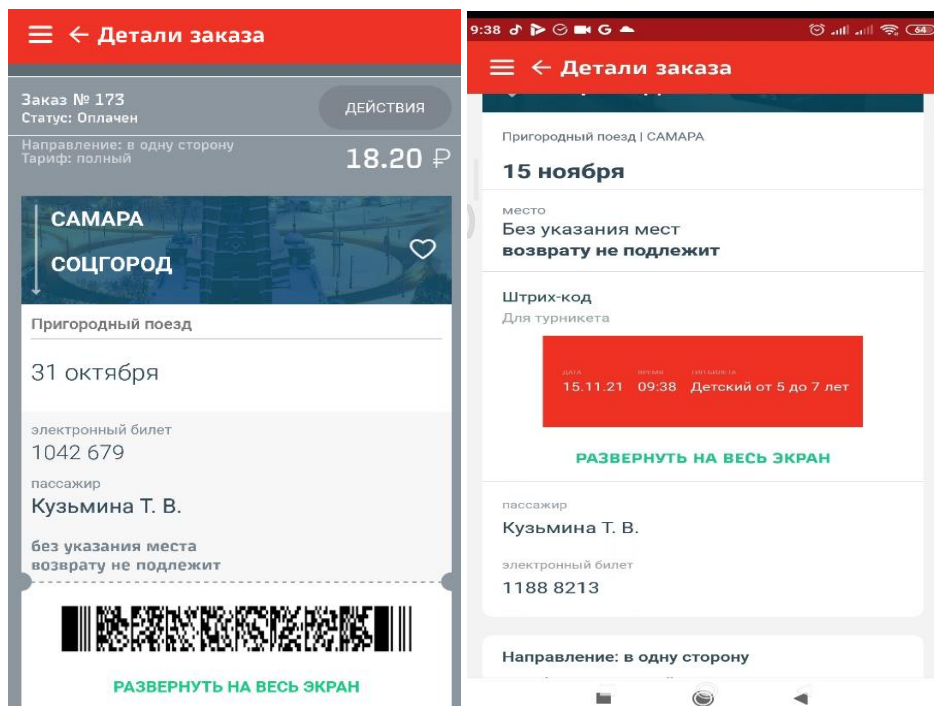 Детали заказа
Заказ № 173
Статус: Оплачен
ДЕЙСТВИЯ
Направление: в одну сторону
Тариф: полный
18.20 ₽
САМАРА
СОЦГОРОД
Пригородный поезд
31 октября
электронный билет
1042 679
пассажир
Кузьмина Т. В.
без указания места
возврату не подлежит
РАЗВЕРНУТЬ НА ВЕСЬ ЭКРАН
9:38
64
Детали заказа
Пригородный поезд | САМАРА
15 ноября
место
Без указания мест
возврату не подлежит
Штрих-код
Для турникета
ДАТА ВРЕМЯ ТИП БИЛЕТА
15.11.21 09:38 Детский от 5 до 7 лет
РАЗВЕРНУТЬ НА ВЕСЬ ЭКРАН
пассажир
Кузьмина Т. В.
электронный билет
1188 8213
Направление: в одну сторону